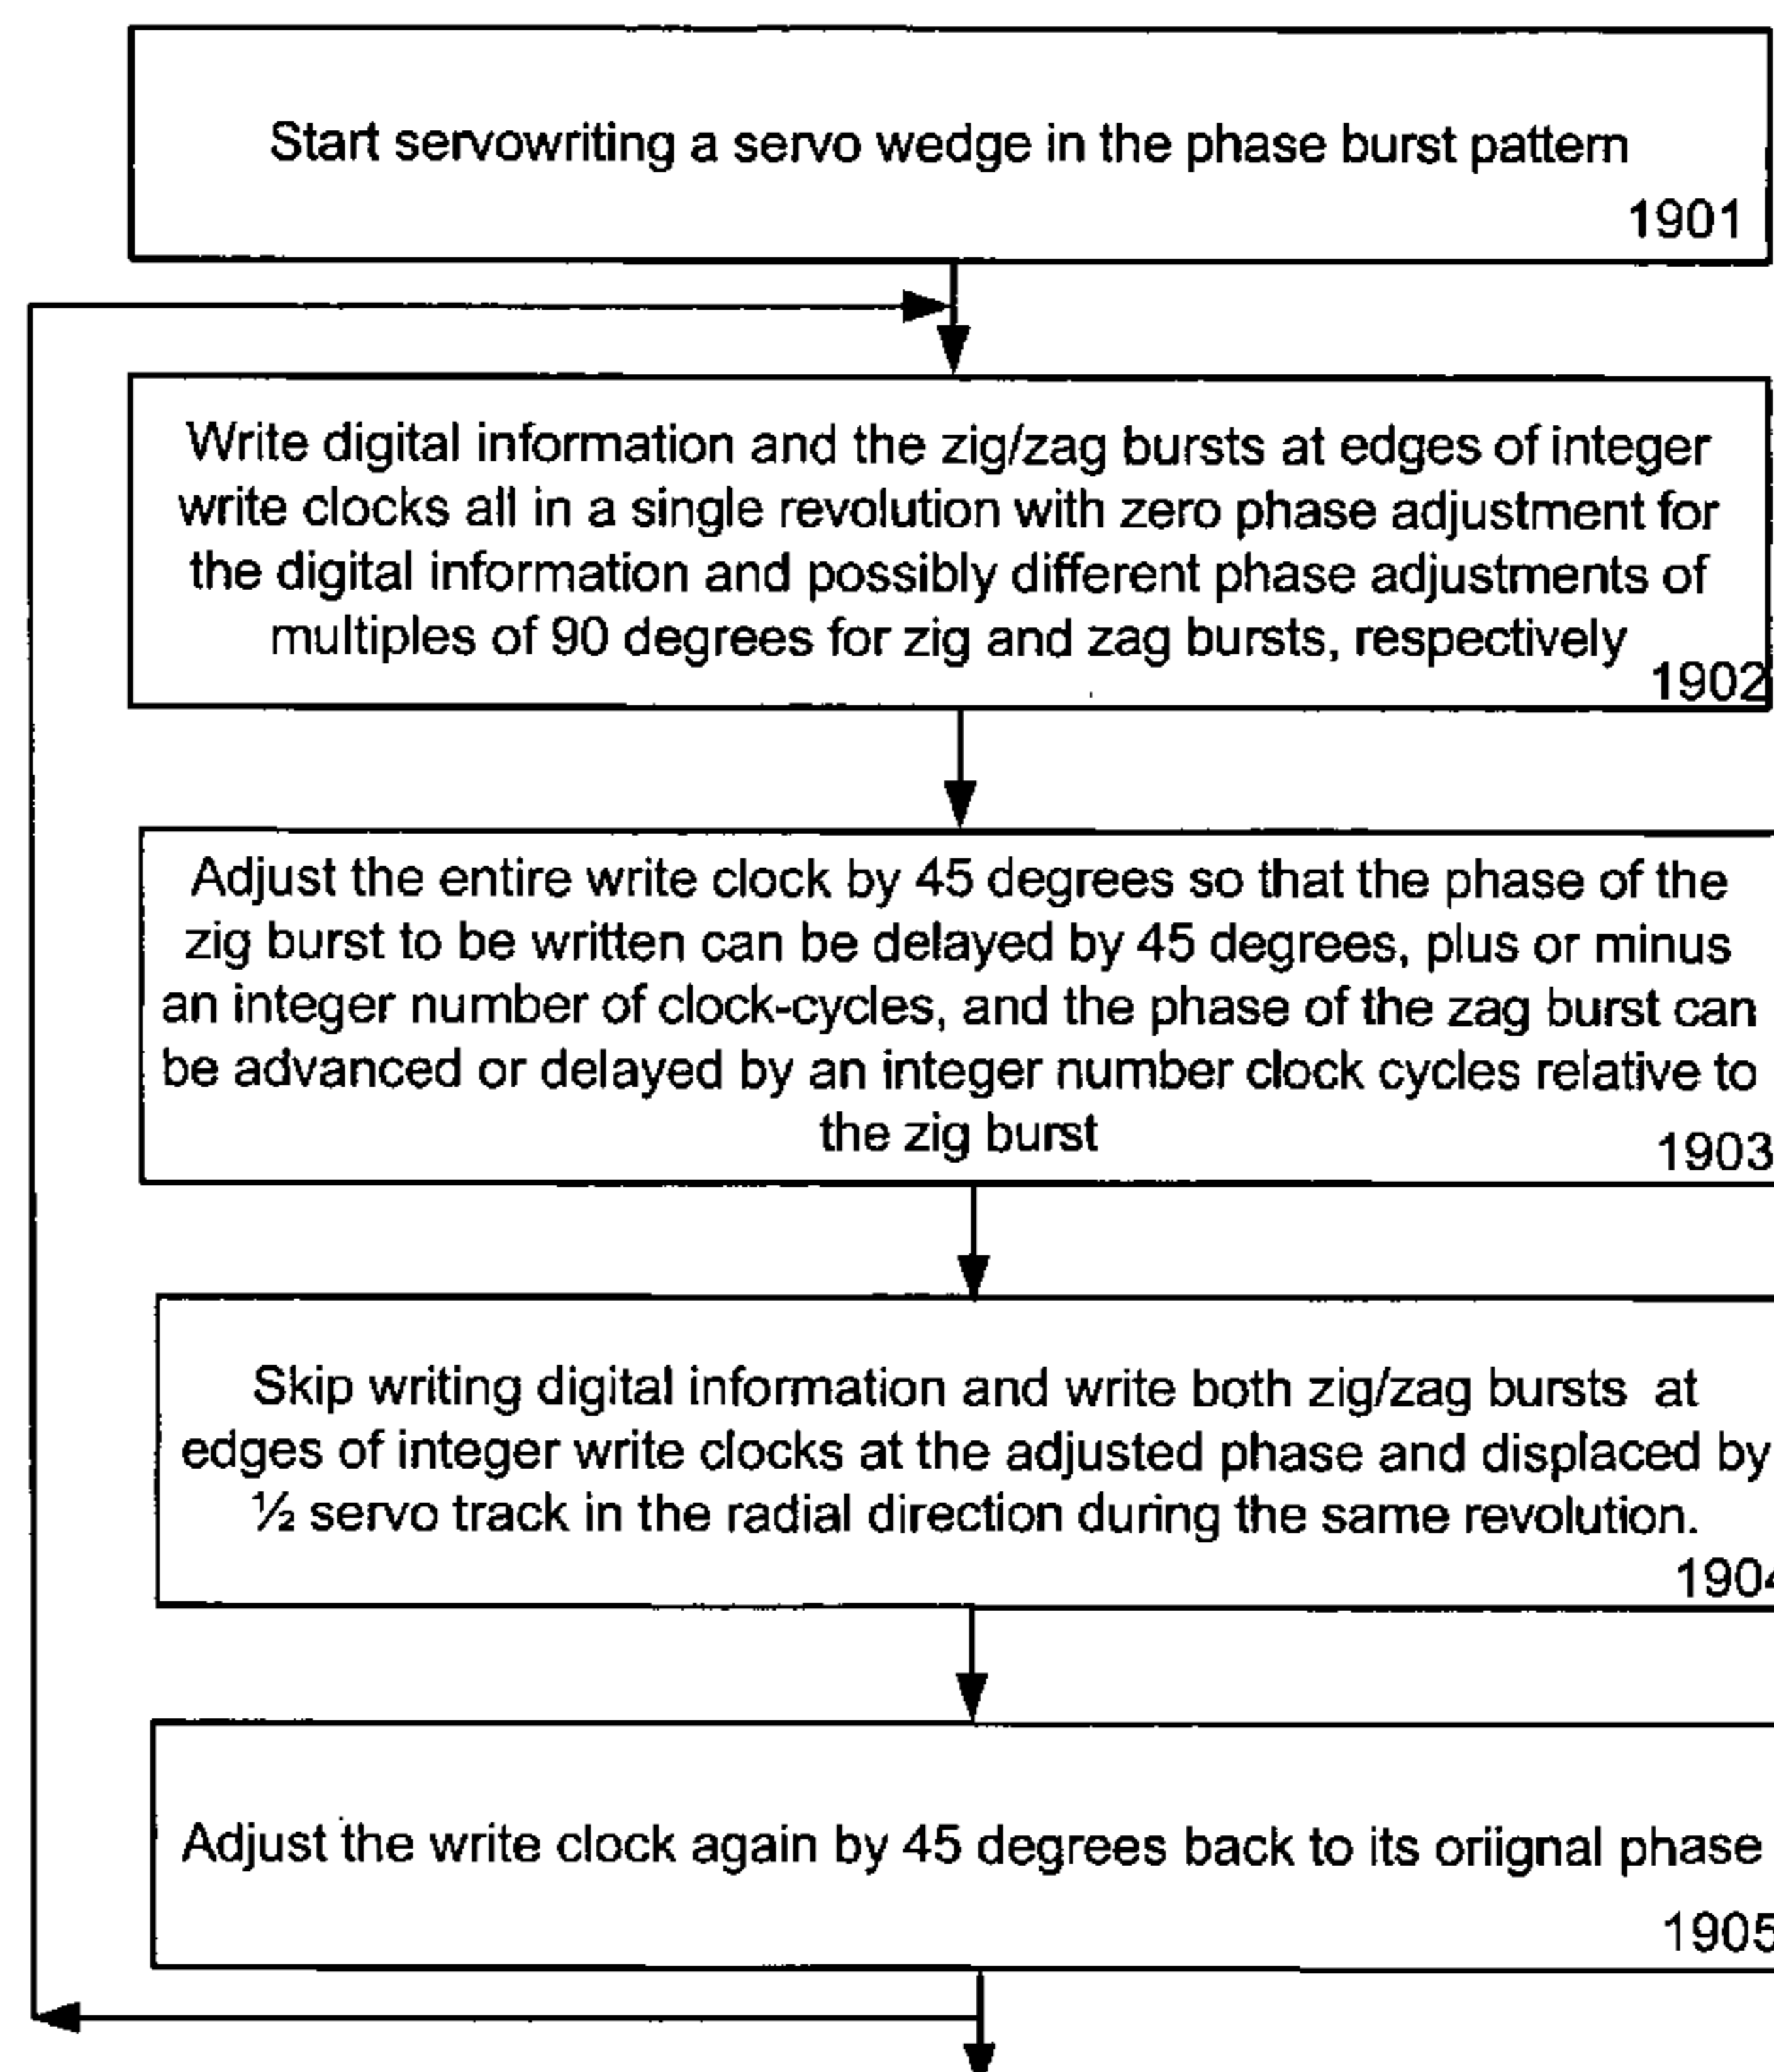 Start servowriting a servo wedge in the phase burst pattern
1901
Write digital information and the zig/zag bursts at edges of integer
write clocks all in a single revolution with zero phase adjustment for
the digital information and possibly different phase adjustments of
multiples of 90 degrees for zig and zag bursts, respectively
1902
Adjust the entire write clock by 45 degrees so that the phase of the
zig burst to be written can be delayed by 45 degrees, plus or minus
an integer number of clock-cycles, and the phase of the zag burst can
be advanced or delayed by an integer number clock cycles relative to
the zig burst
1903
Skip writing digital information and write both zig/zag bursts at
edges of integer write clocks at the adjusted phase and displaced by
½ servo track in the radial direction during the same revolution.
1904
Adjust the write clock again by 45 degrees back to its oriignal phase
1905